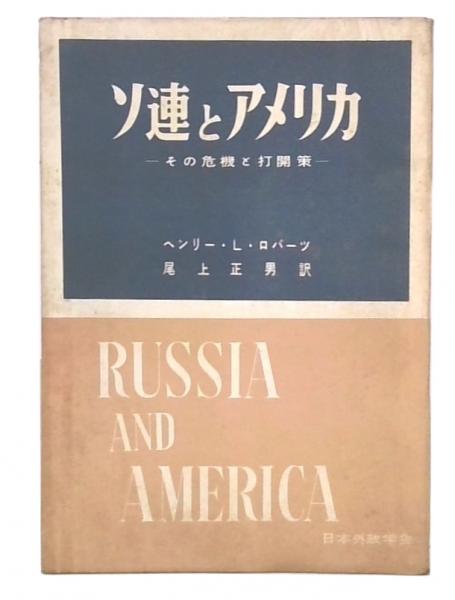 ソ連とアメリカ
―その危機と打開策―
ヘンリー・L・ロバーツ
尾上正男訳
RUSSIA
AND
AMERICA
日本外政学会